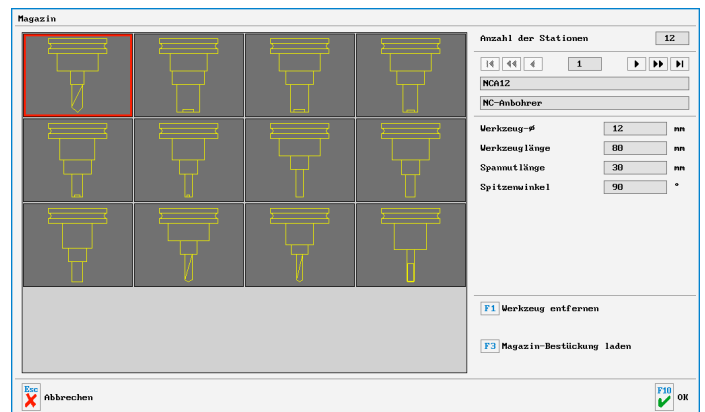 Magazin
Anzahl der Stationen 12
1
NCA12
NC-Anbohrer
Werkzeug-ø 12 mm
Werkzeuglänge 80 mm
Spannutlänge 30 mm
Spitzenwinkel 90 °
F1 Werkzeug entfernen
F3 Magazin-Bestückung laden
Esc Abbrechen
F10 OK